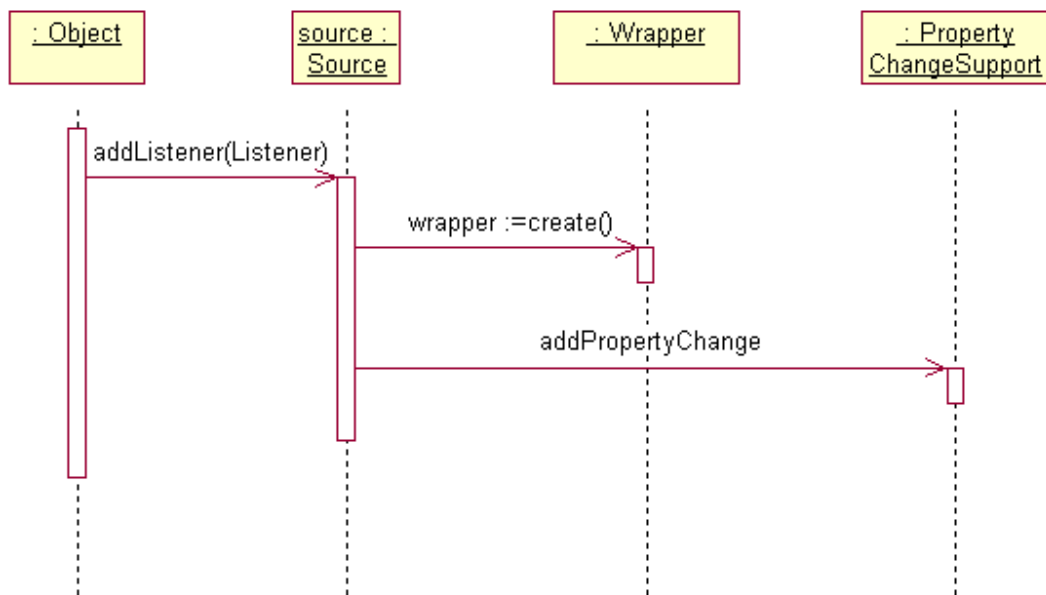 : Object
source :
Source
: Wrapper
: Property
ChangeSupport
addListener(Listener)
wrapper :=create()
addPropertyChange